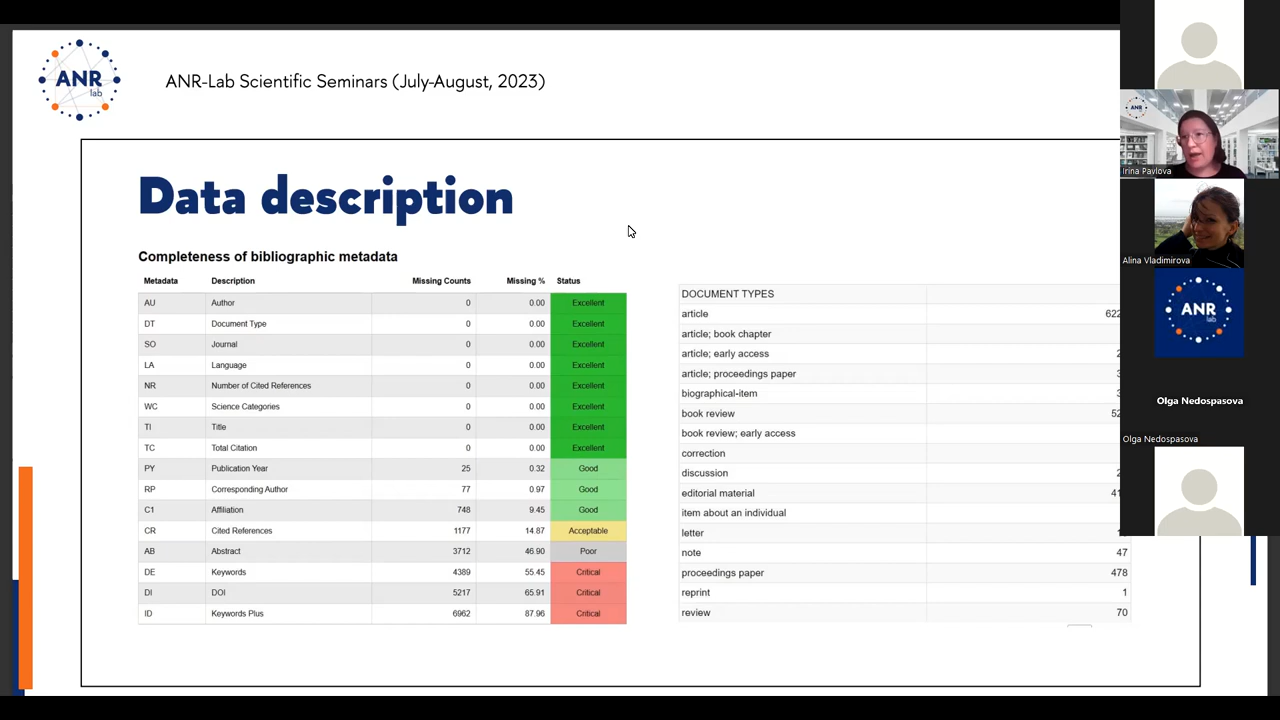 ANR
lab
ANR-Lab Scientific Seminars (July-August, 2023)
Data description
Completeness of bibliographic metadata
Metadata Description Missing Counts Missing % Status
AU Author 0 0.00 Excellent
DT Document Type 0 0.00 Excellent
SO Journal 0 0.00 Excellent
LA Language 0 0.00 Excellent
NR Number of Cited References 0 0.00 Excellent
WC Science Categories 0 0.00 Excellent
TI Title 0 0.00 Excellent
TC Total Citation 0 0.00 Excellent
PY Publication Year 25 0.32 Good
RP Corresponding Author 77 0.97 Good
C1 Affiliation 748 9.45 Good
CR Cited References 1177 14.87 Acceptable
AB Abstract 3712 46.90 Poor
DE Keywords 4389 55.45 Critical
DI DOI 5217 65.91 Critical
ID Keywords Plus 6962 87.96 Critical
DOCUMENT TYPES
article 622
article; book chapter
article; early access 2
article; proceedings paper 3
biographical-item 3
book review 52
book review; early access
correction
discussion 2
editorial material 41
item about an individual
letter
note 47
proceedings paper 478
reprint 1
review 70
ANR
Irina Pavlova
Alina Vladimirova
ANR
lab
Olga Nedospasova
Olga Nedospasova